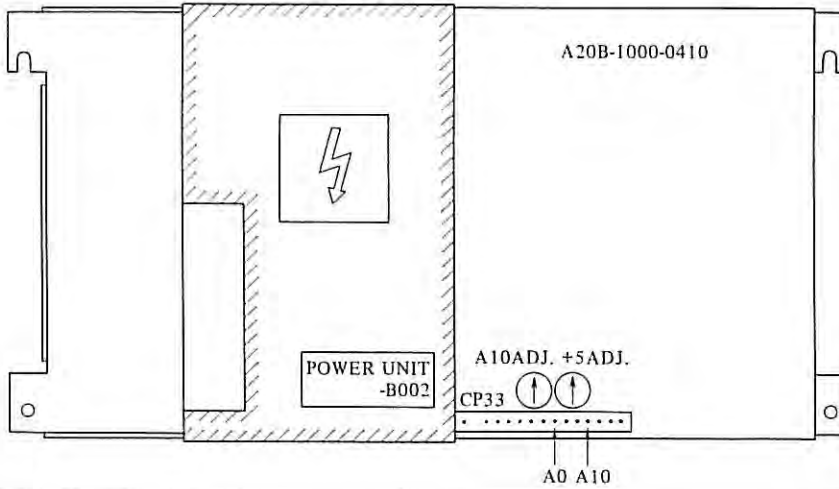 A20B-1000-0410
POWER UNIT
-B002
A10ADJ. +5ADJ.
CP33
A0 A10